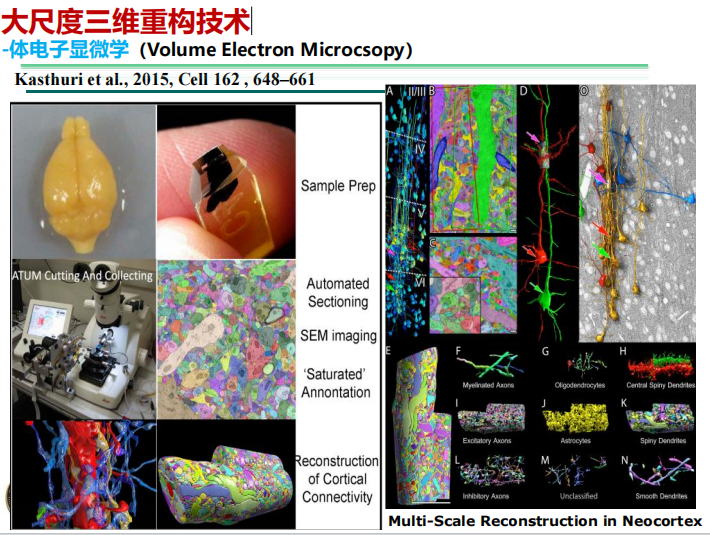 大尺度三维重构技术
-体电子显微学 (Volume Electron Microcsopy)
Kasthuri et al., 2015, Cell 162 , 648–661
Sample Prep
ATUM Cutting And Collecting
Automated
Sectioning
SEM imaging
'Saturated'
Annontation
Reconstruction
of Cortical
Connectivity
A
II/III
B
D
O
IV
V
C
VI
E
F
G
H
Myelinated Axons
Oligodendrocytes
Central Spiny Dendrites
I
J
K
Excitatory Axons
Astrocytes
Spiny Dendrites
L
M
N
Inhibitory Axons
Unclassified
Smooth Dendrites
Multi-Scale Reconstruction in Neocortex